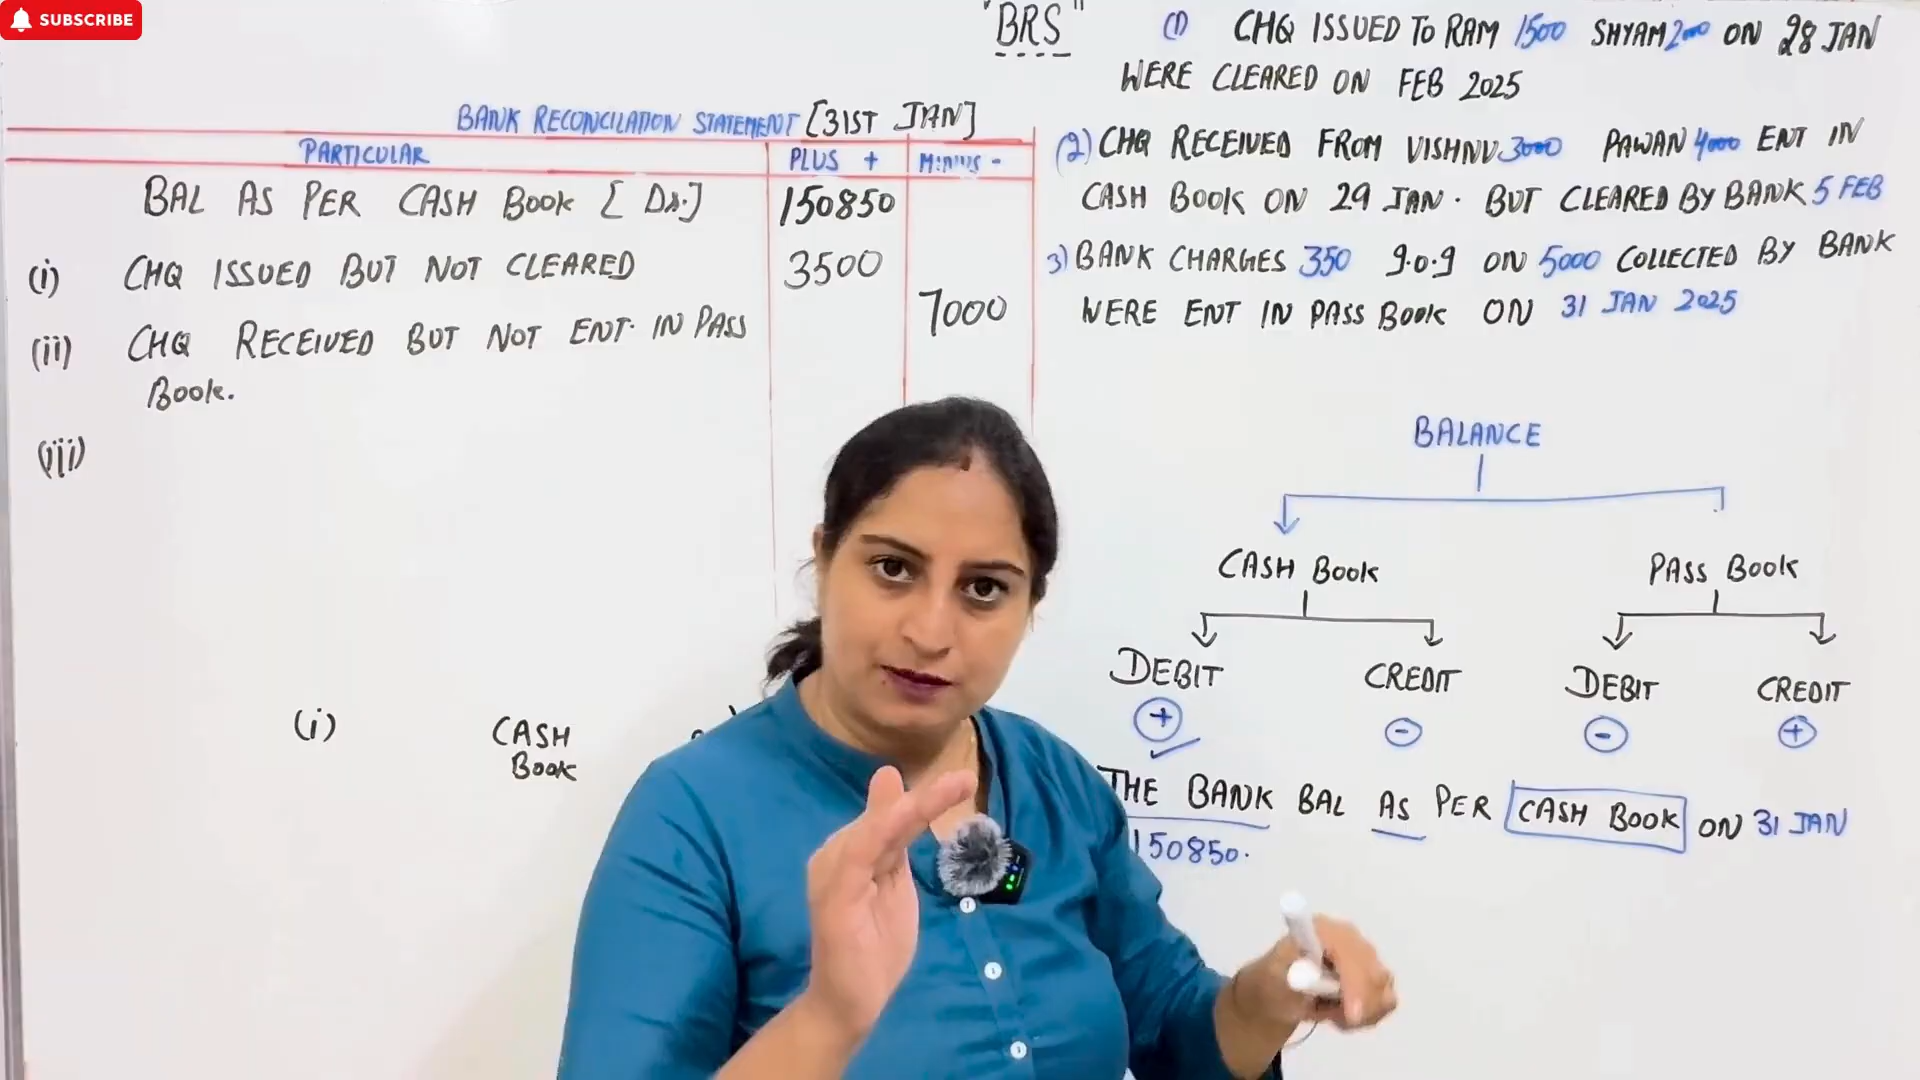 SUBSCRIBE
"BRS"
BANK RECONCILATION STATEMENT [31ST JAN]
PARTICULAR PLUS + MINUS -
BAL AS PER CASH BOOK [Dr.] 150850
(i) CHQ ISSUED BUT NOT CLEARED 3500
(ii) CHQ RECEIVED BUT NOT ENT. IN PASS 7000
BOOK.
(iii)
(i) CASH
BOOK
(1) CHQ ISSUED TO RAM 1500 SHYAM 2000 ON 28 JAN
WERE CLEARED ON FEB 2025
(2) CHQ RECEIVED FROM VISHNU 3000 PAWAN 4000 ENT IN
CASH BOOK ON 29 JAN. BUT CLEARED BY BANK 5 FEB
3) BANK CHARGES 350 9.0.9 ON 5000 COLLECTED BY BANK
WERE ENT IN PASS BOOK ON 31 JAN 2025
BALANCE
CASH BOOK PASS BOOK
DEBIT CREDIT DEBIT CREDIT
+ - - +
THE BANK BAL AS PER CASH BOOK ON 31 JAN
150850.